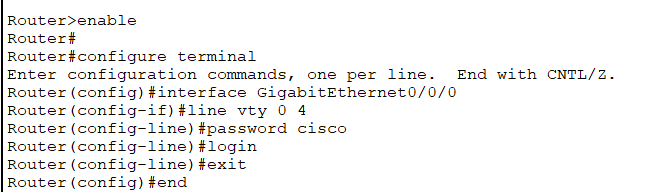 Router>enable
Router#
Router#configure terminal
Enter configuration commands, one per line.  End with CNTL/Z.
Router(config)#interface GigabitEthernet0/0/0
Router(config-if)#line vty 0 4
Router(config-line)#password cisco
Router(config-line)#login
Router(config-line)#exit
Router(config)#end